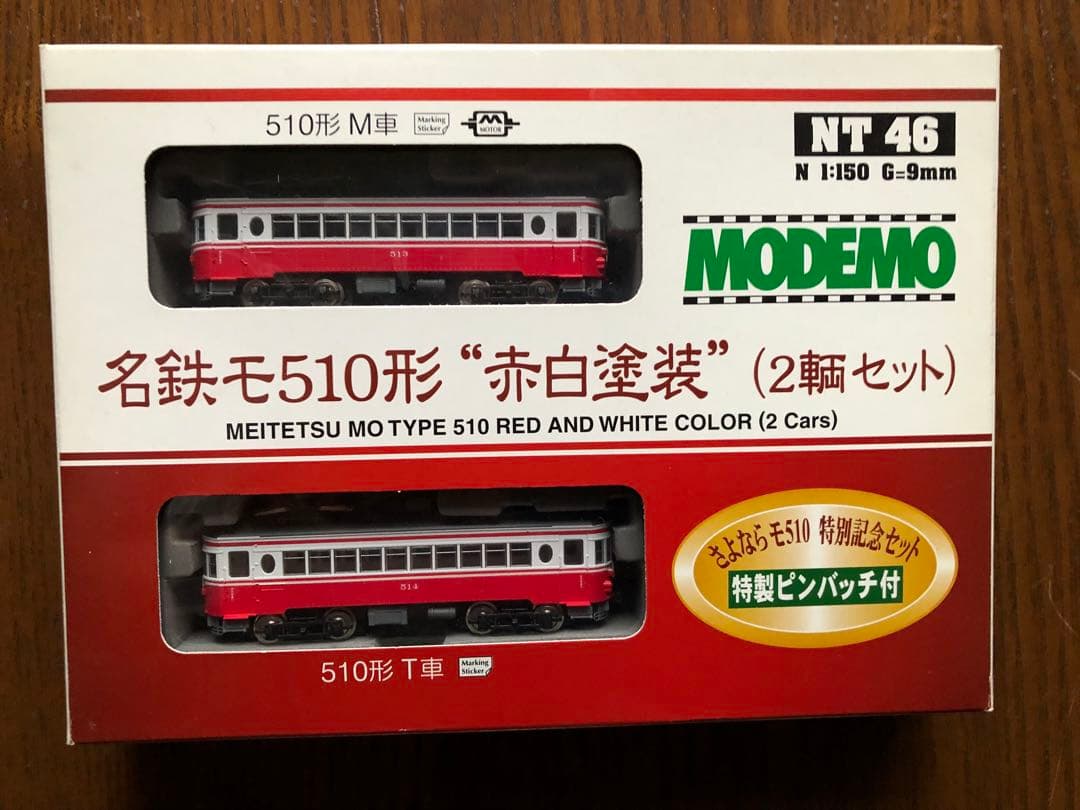 510形 M車
Marking
Sticker
M
MOTOR
NT 46
N 1:150 G=9mm
513
MODEMO
名鉄モ510形 “赤白塗装” (2輌セット)
MEITETSU MO TYPE 510 RED AND WHITE COLOR (2 Cars)
514
さよならモ510 特別記念セット
特製ピンバッチ付
510形 T車
Marking
Sticker